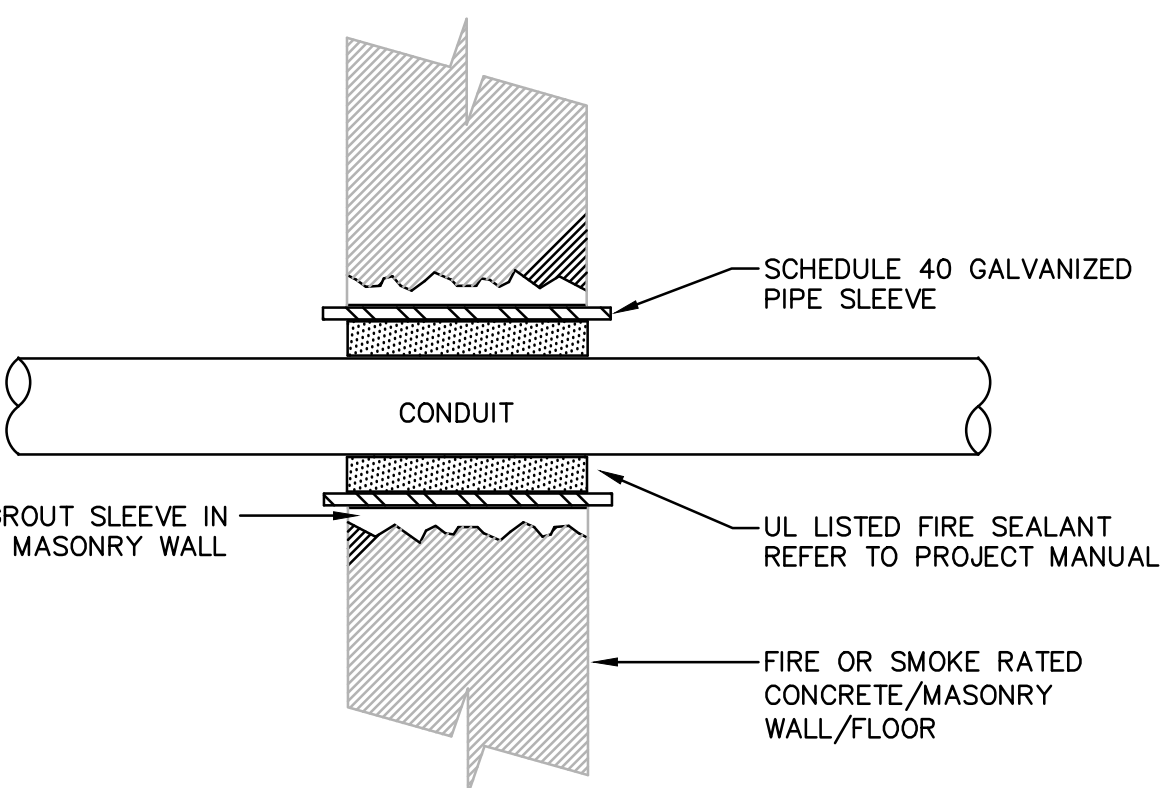 SCHEDULE 40 GALVANIZED
PIPE SLEEVE
CONDUIT
GROUT SLEEVE IN
MASONRY WALL
UL LISTED FIRE SEALANT
REFER TO PROJECT MANUAL
FIRE OR SMOKE RATED
CONCRETE/MASONRY
WALL/FLOOR